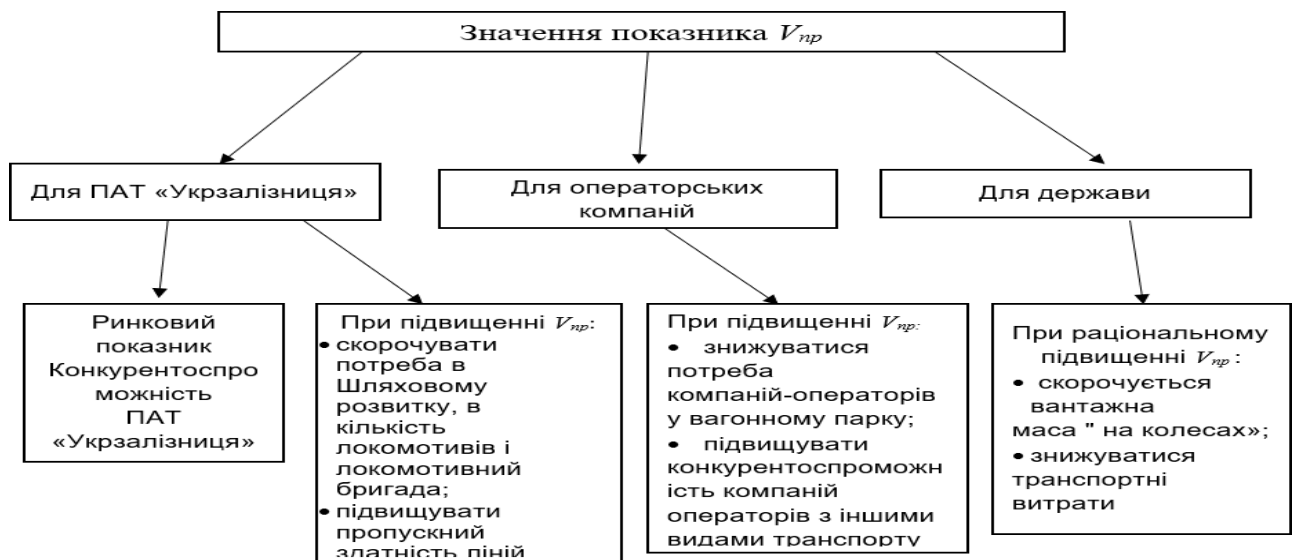 Значення показника Vпр
Для ПАТ «Укрзалізниця»
Для операторських
компаній
Для держави
Ринковий
показник
Конкурентоспро
можність
ПАТ
«Укрзалізниця»
При підвищенні Vпр:
• скорочувати
потреба в
Шляховому
розвитку, в
кількість
локомотивів і
локомотивний
бригада;
• підвищувати
пропускний
здатність ліній
При підвищенні Vпр:
• знижуватися
потреба
компаній-операторів
у вагонному парку;
• підвищувати
конкурентоспроможн
ість компаній
операторів з іншими
видами транспорту
При раціональному
підвищенні Vпр :
• скорочується
вантажна
маса " на колесах»;
• знижуватися
транспортні
витрати